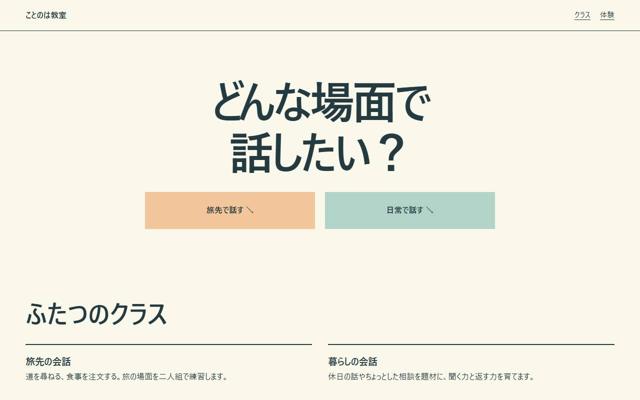 ことのは教室
クラス 体験
どんな場面で
話したい？
旅先で話す ↘
日常で話す ↘
ふたつのクラス
旅先の会話
道を尋ねる、食事を注文する。旅の場面を二人組で練習します。
暮らしの会話
休日の話やちょっとした相談を題材に、聞く力と返す力を育てます。